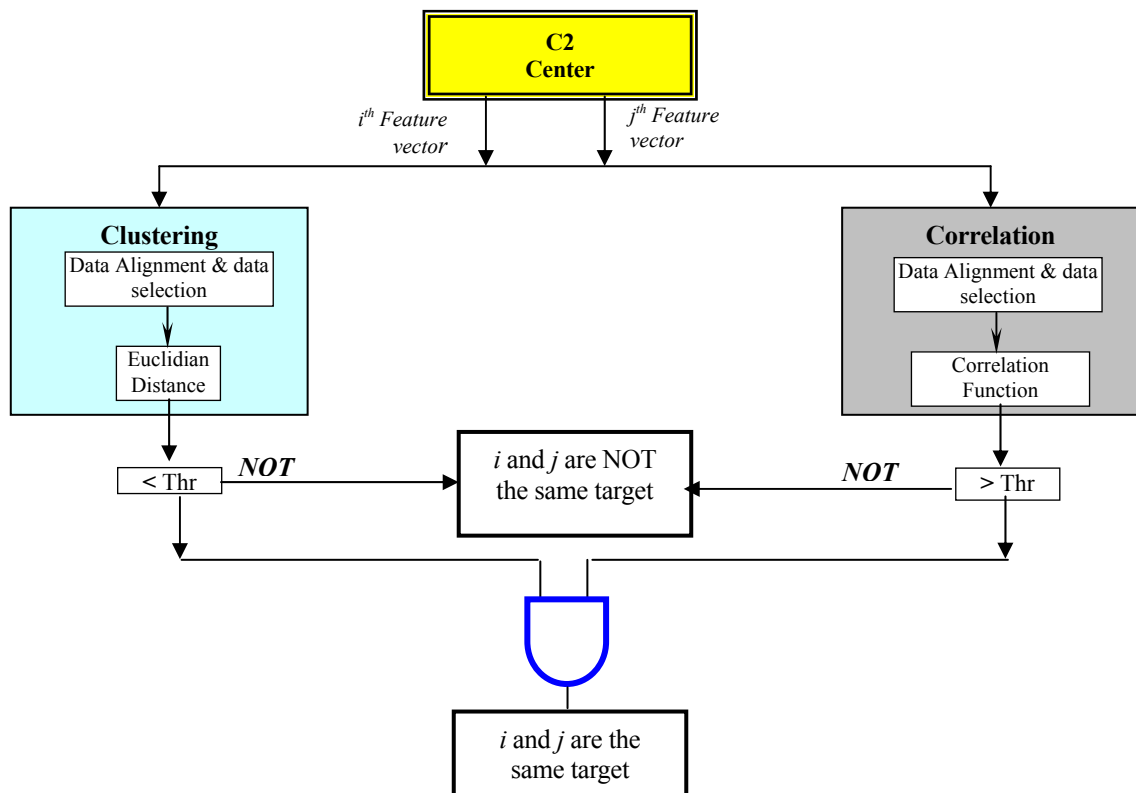 C2
Center
i^th Feature
vector
j^th Feature
vector
Clustering
Data Alignment & data
selection
Euclidian
Distance
Correlation
Data Alignment & data
selection
Correlation
Function
< Thr
NOT
i and j are NOT
the same target
NOT
> Thr
i and j are the
same target